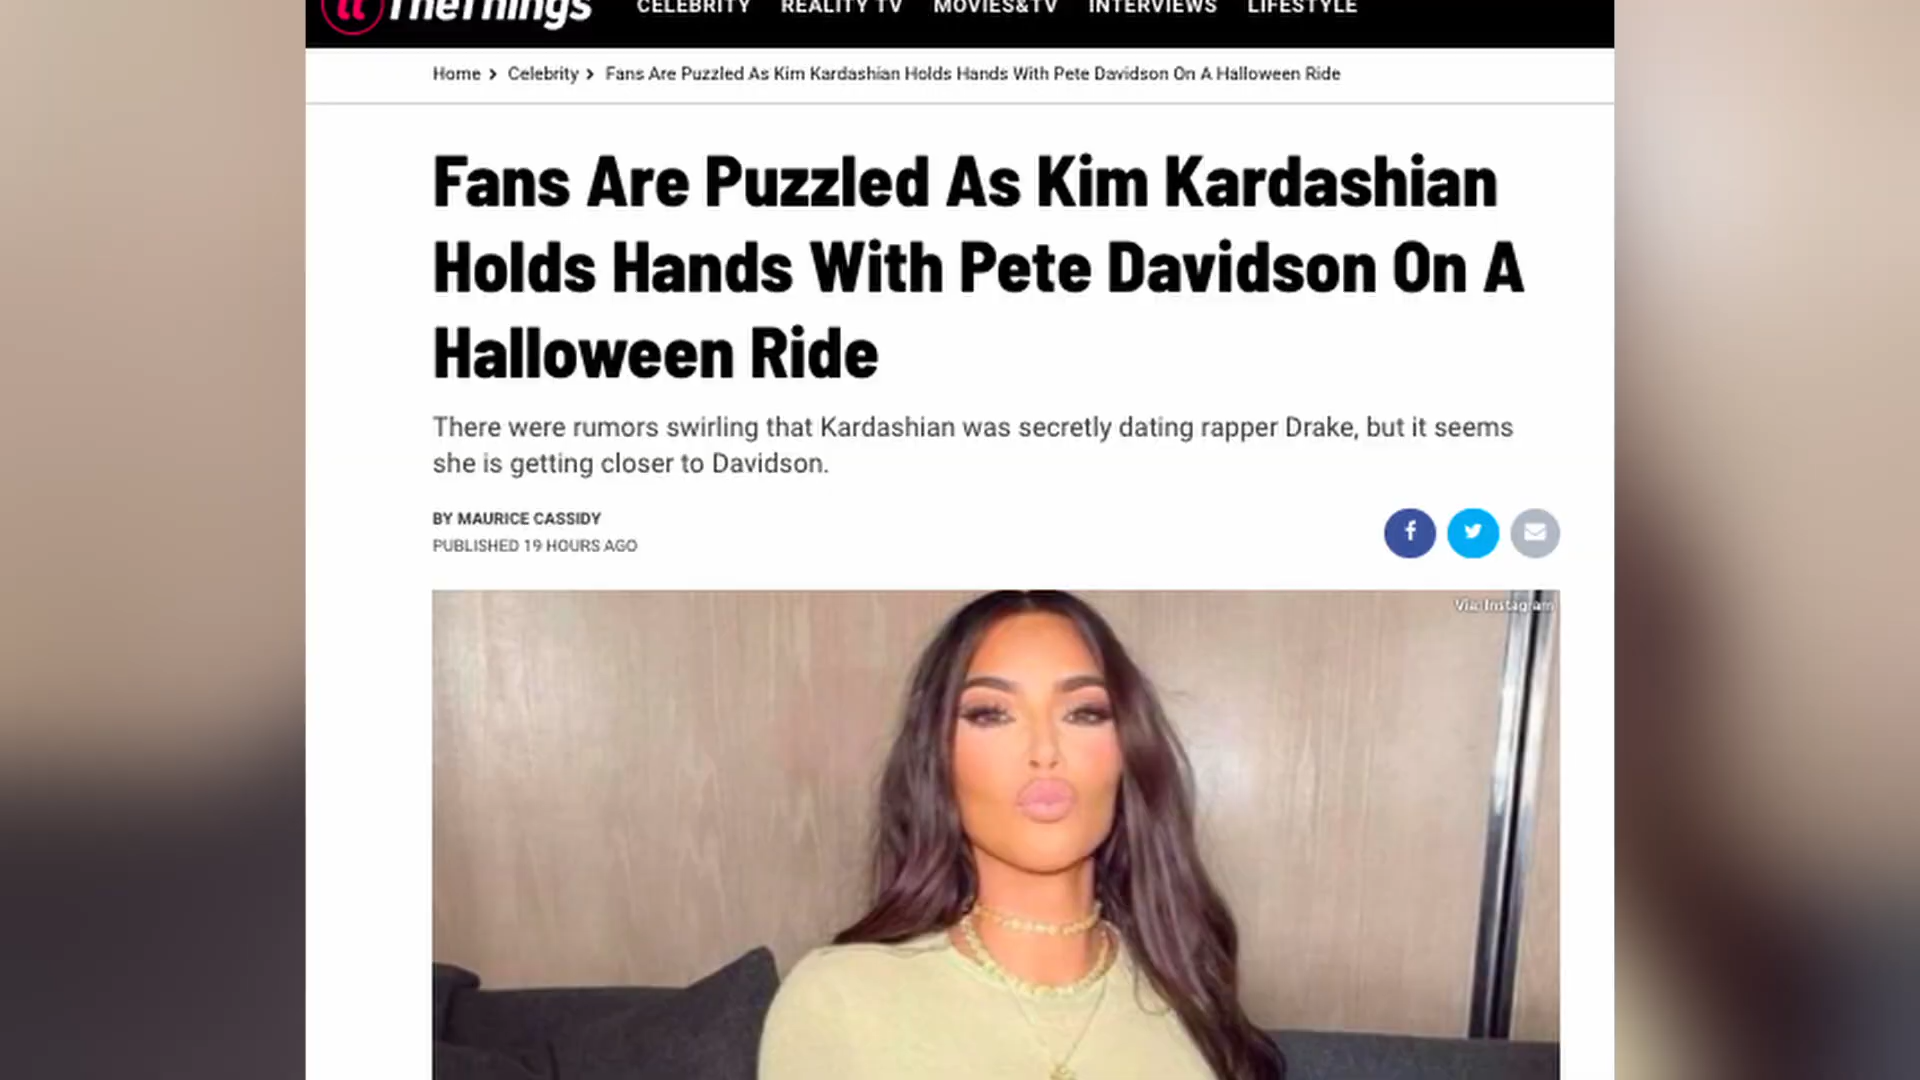 TheThings CELEBRITY REALITY TV MOVIES&TV INTERVIEWS LIFESTYLE
Home > Celebrity > Fans Are Puzzled As Kim Kardashian Holds Hands With Pete Davidson On A Halloween Ride
Fans Are Puzzled As Kim Kardashian
Holds Hands With Pete Davidson On A
Halloween Ride
There were rumors swirling that Kardashian was secretly dating rapper Drake, but it seems
she is getting closer to Davidson.
BY MAURICE CASSIDY
PUBLISHED 19 HOURS AGO
Via: Instagram